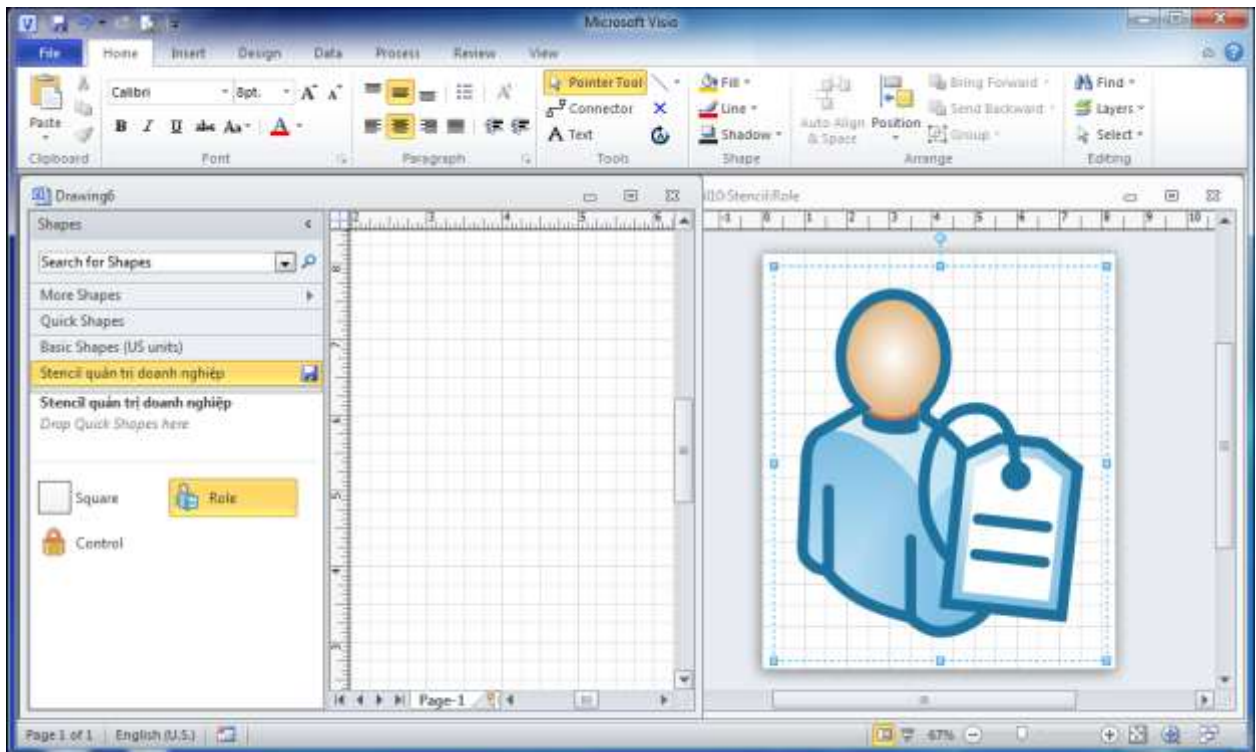 Microsoft Visio
File Home Insert Design Data Process Review View
Calibri 8pt. A A
Pointer Tool
Fill
Bring Forward
Find
Paste
Connector
Line
Send Backward
Layers
B I U abc Aa A
A Text
Shadow
Auto Align & Space
Position
Group
Select
Clipboard Font Paragraph Tools Shape Arrange Editing
Drawing6
Stencil:Role
Shapes
Search for Shapes
More Shapes
Quick Shapes
Basic Shapes (US units)
Stencil quản trị doanh nghiệp
Stencil quản trị doanh nghiệp
Drop Quick Shapes here
Square Role
Control
Page-1
Page 1 of 1 English (U.S.) 67%